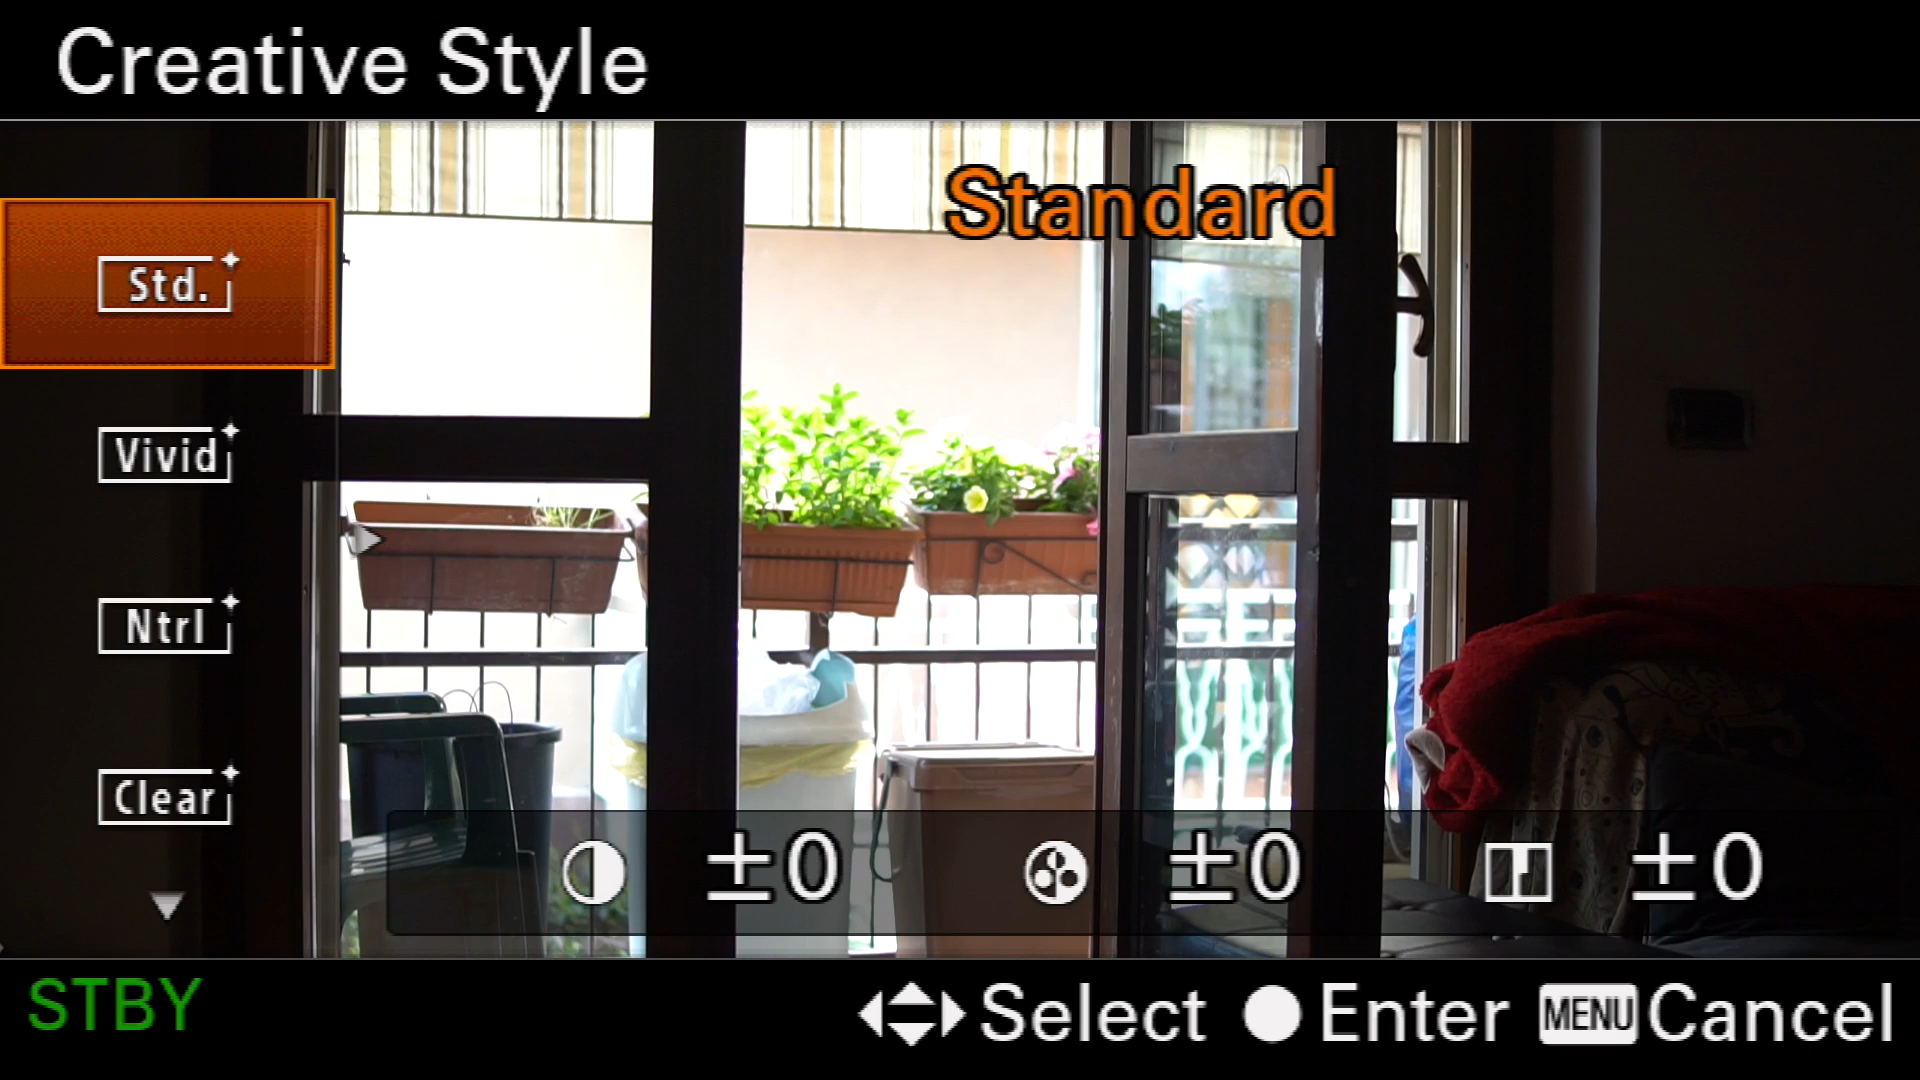 Creative Style
Standard
Std.
Vivid
Ntrl
Clear
±0 ±0 ±0
STBY
Select Enter MENU Cancel